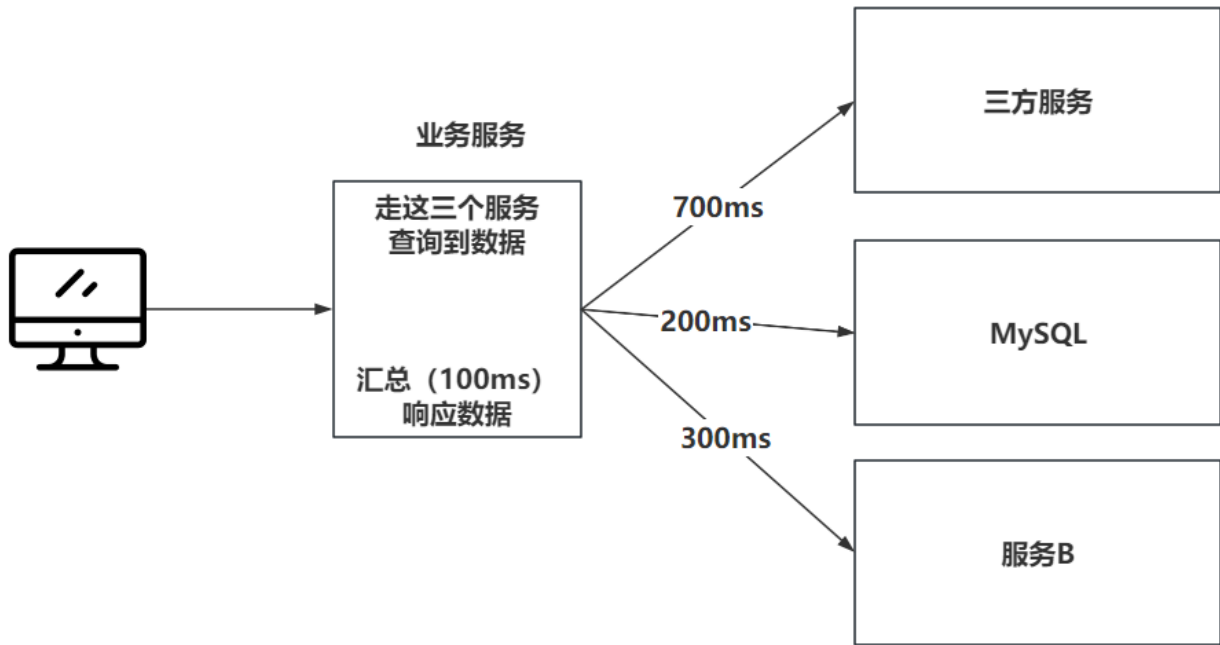 业务服务
走这三个服务
查询到数据
汇总（100ms）
响应数据
700ms
200ms
300ms
三方服务
MySQL
服务B